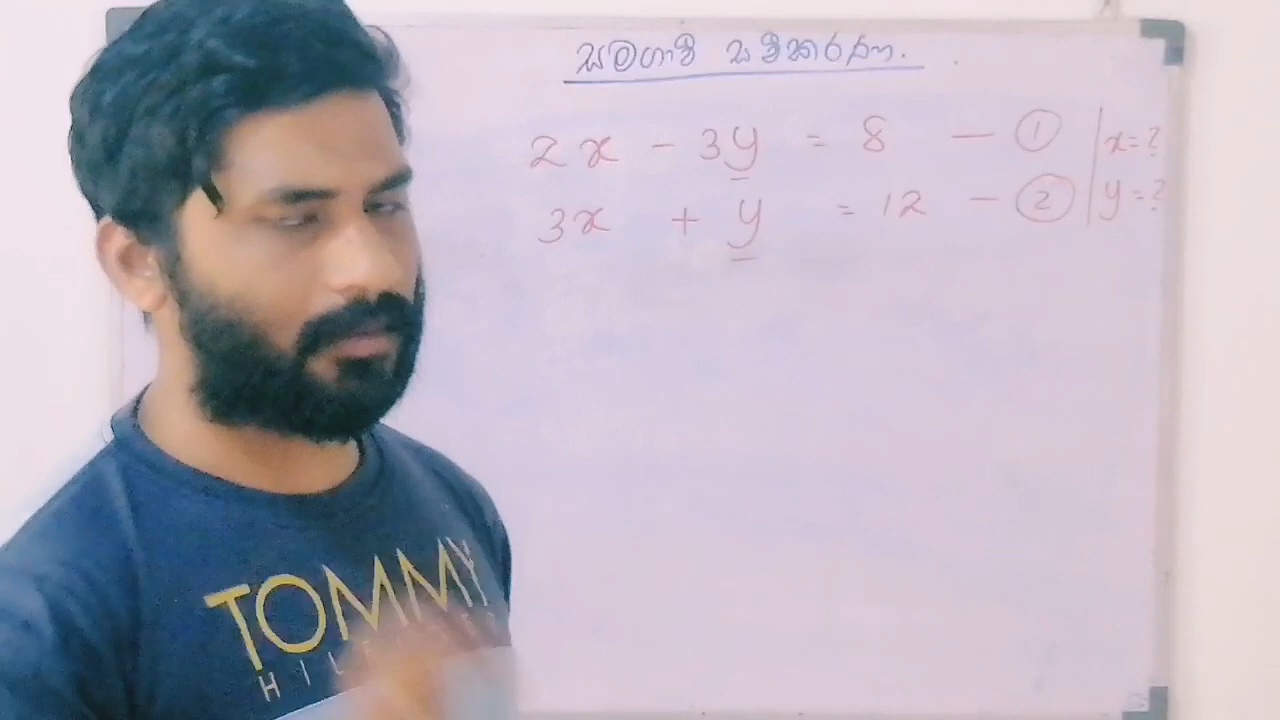 සමගාමී සමීකරණ.
2x - 3y = 8 — ① | x=?
3x + y = 12 — ② | y=?
TOMMY